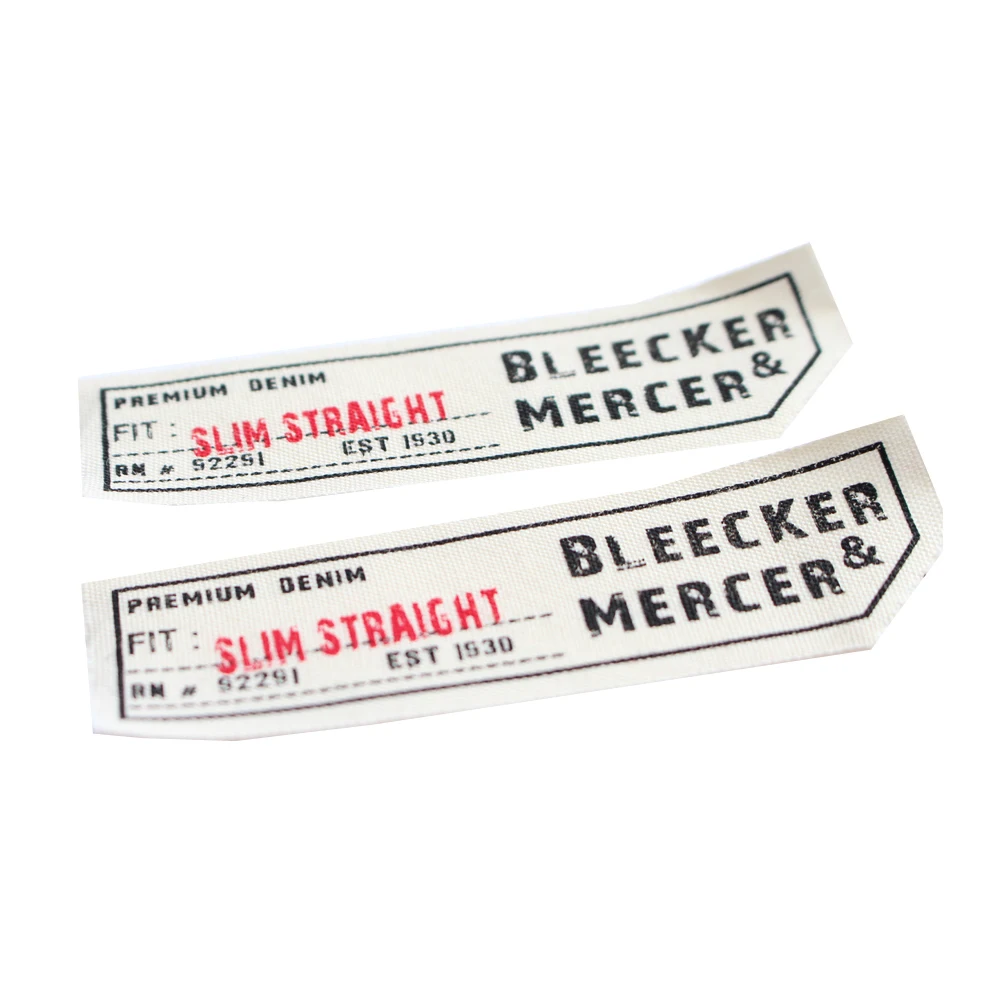 PREMIUM DENIM
FIT : SLIM STRAIGHT
RN # 92291 EST 1930
BLEECKER
& MERCER
PREMIUM DENIM
FIT : SLIM STRAIGHT
RN # 92291 EST 1930
BLEECKER
& MERCER